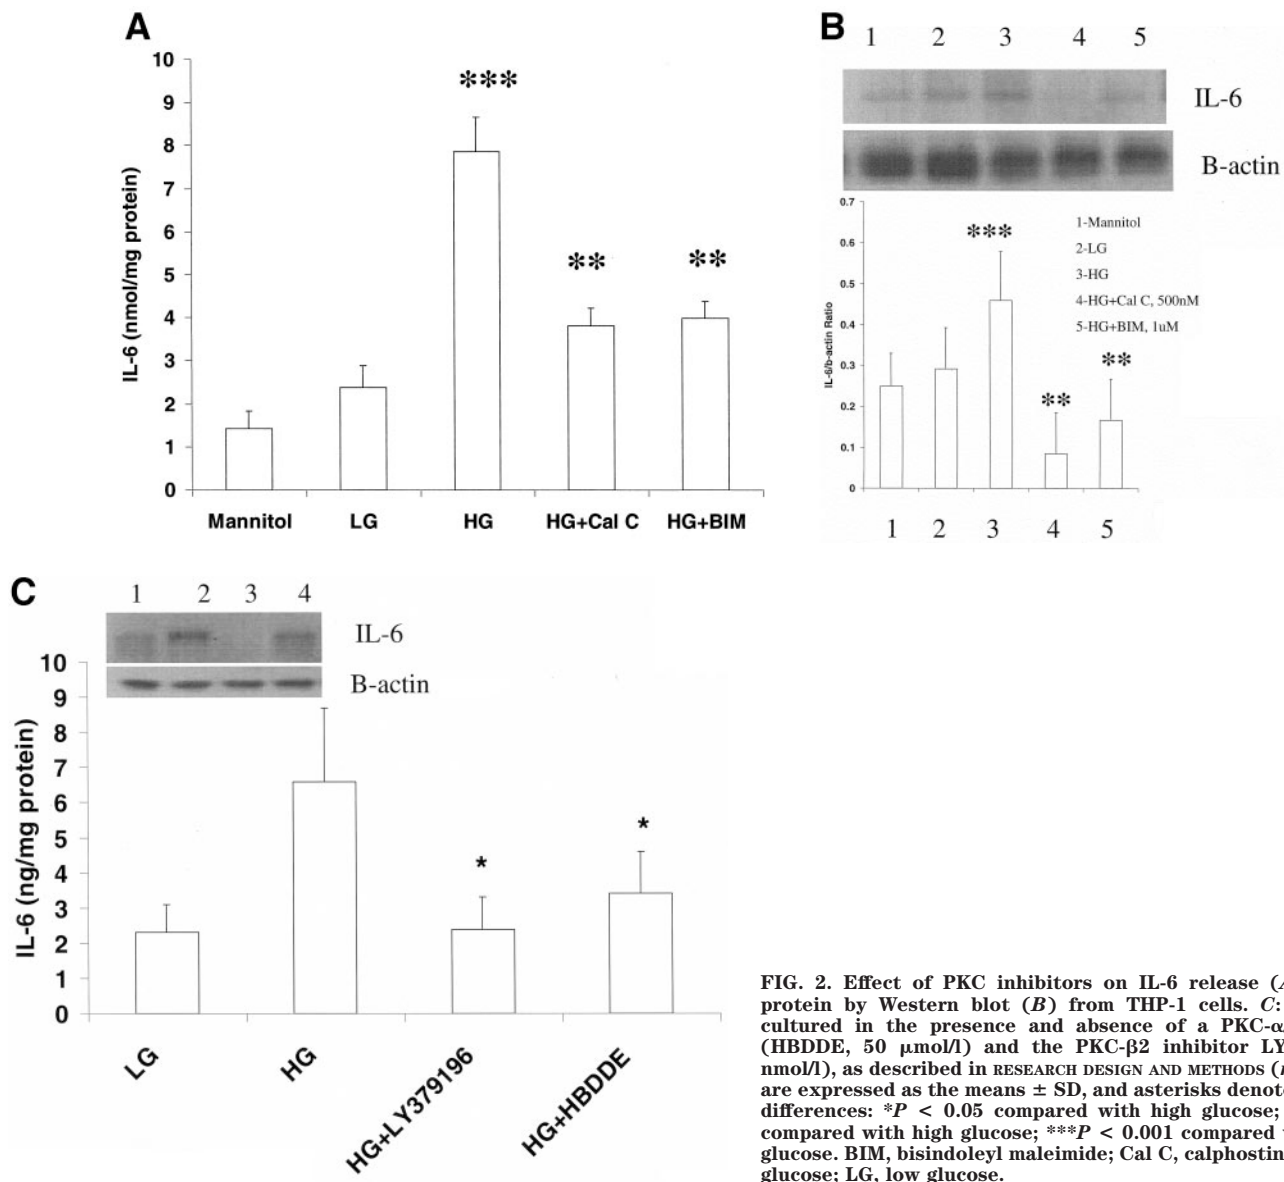 A
10
9
8
7
6
5
4
3
2
1
0
IL-6 (nmol/mg protein)
***
**
**
Mannitol LG HG HG+Cal C HG+BIM
B
1 2 3 4 5
IL-6
B-actin
0.7
0.6
0.5
0.4
0.3
0.2
0.1
0
IL-6/b-actin Ratio
***
**
**
1-Mannitol
2-LG
3-HG
4-HG+Cal C, 500nM
5-HG+BIM, 1uM
1 2 3 4 5
C
1 2 3 4
IL-6
B-actin
10
9
8
7
6
5
4
3
2
1
0
IL-6 (ng/mg protein)
*
*
LG
HG
HG+LY379196
HG+HBDDE
FIG. 2. Effect of PKC inhibitors on IL-6 release (
protein by Western blot (B) from THP-1 cells. C:
cultured in the presence and absence of a PKC-α
(HBDDE, 50 μmol/l) and the PKC-β2 inhibitor LY
nmol/l), as described in RESEARCH DESIGN AND METHODS (
are expressed as the means ± SD, and asterisks denote
differences: *P < 0.05 compared with high glucose;
compared with high glucose; ***P < 0.001 compared
glucose. BIM, bisindoleyl maleimide; Cal C, calphostin
glucose; LG, low glucose.